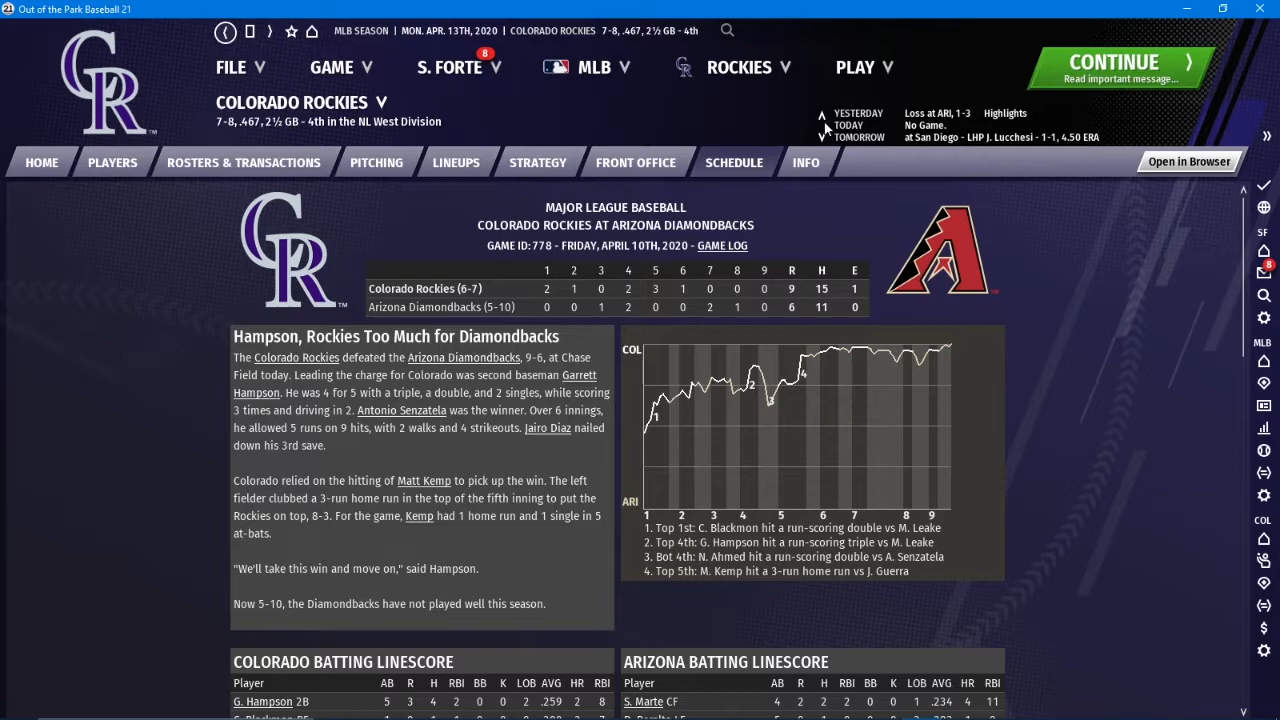 21 Out of the Park Baseball 21
MLB SEASON | MON. APR. 13TH, 2020 | COLORADO ROCKIES 7-8, .467, 2½ GB - 4th
FILE GAME S. FORTE 8 MLB ROCKIES PLAY
CONTINUE
Read important message...
COLORADO ROCKIES
7-8, .467, 2½ GB - 4th in the NL West Division
YESTERDAY Loss at ARI, 1-3 Highlights
TODAY No Game.
TOMORROW at San Diego - LHP J. Lucchesi - 1-1, 4.50 ERA
HOME PLAYERS ROSTERS & TRANSACTIONS PITCHING LINEUPS STRATEGY FRONT OFFICE SCHEDULE INFO Open in Browser
CR
MAJOR LEAGUE BASEBALL
COLORADO ROCKIES AT ARIZONA DIAMONDBACKS
GAME ID: 778 - FRIDAY, APRIL 10TH, 2020 - GAME LOG
1 2 3 4 5 6 7 8 9 R H E
Colorado Rockies (6-7) 2 1 0 2 3 1 0 0 0 9 15 1
Arizona Diamondbacks (5-10) 0 0 1 2 0 0 2 1 0 6 11 0
Hampson, Rockies Too Much for Diamondbacks
The Colorado Rockies defeated the Arizona Diamondbacks, 9-6, at Chase
Field today. Leading the charge for Colorado was second baseman Garrett
Hampson. He was 4 for 5 with a triple, a double, and 2 singles, while scoring
3 times and driving in 2. Antonio Senzatela was the winner. Over 6 innings,
he allowed 5 runs on 9 hits, with 2 walks and 4 strikeouts. Jairo Diaz nailed
down his 3rd save.
Colorado relied on the hitting of Matt Kemp to pick up the win. The left
fielder clubbed a 3-run home run in the top of the fifth inning to put the
Rockies on top, 8-3. For the game, Kemp had 1 home run and 1 single in 5
at-bats.
"We'll take this win and move on," said Hampson.
Now 5-10, the Diamondbacks have not played well this season.
COL
1
2
3
4
ARI
1 2 3 4 5 6 7 8 9
1. Top 1st: C. Blackmon hit a run-scoring double vs M. Leake
2. Top 4th: G. Hampson hit a run-scoring triple vs M. Leake
3. Bot 4th: N. Ahmed hit a run-scoring double vs A. Senzatela
4. Top 5th: M. Kemp hit a 3-run home run vs J. Guerra
COLORADO BATTING LINESCORE
Player AB R H RBI BB K LOB AVG HR RBI
G. Hampson 2B 5 3 4 2 0 0 2 .259 2 8
ARIZONA BATTING LINESCORE
Player AB R H RBI BB K LOB AVG HR RBI
S. Marte CF 4 2 2 2 0 0 1 .234 4 11
SF
8
MLB
COL
$